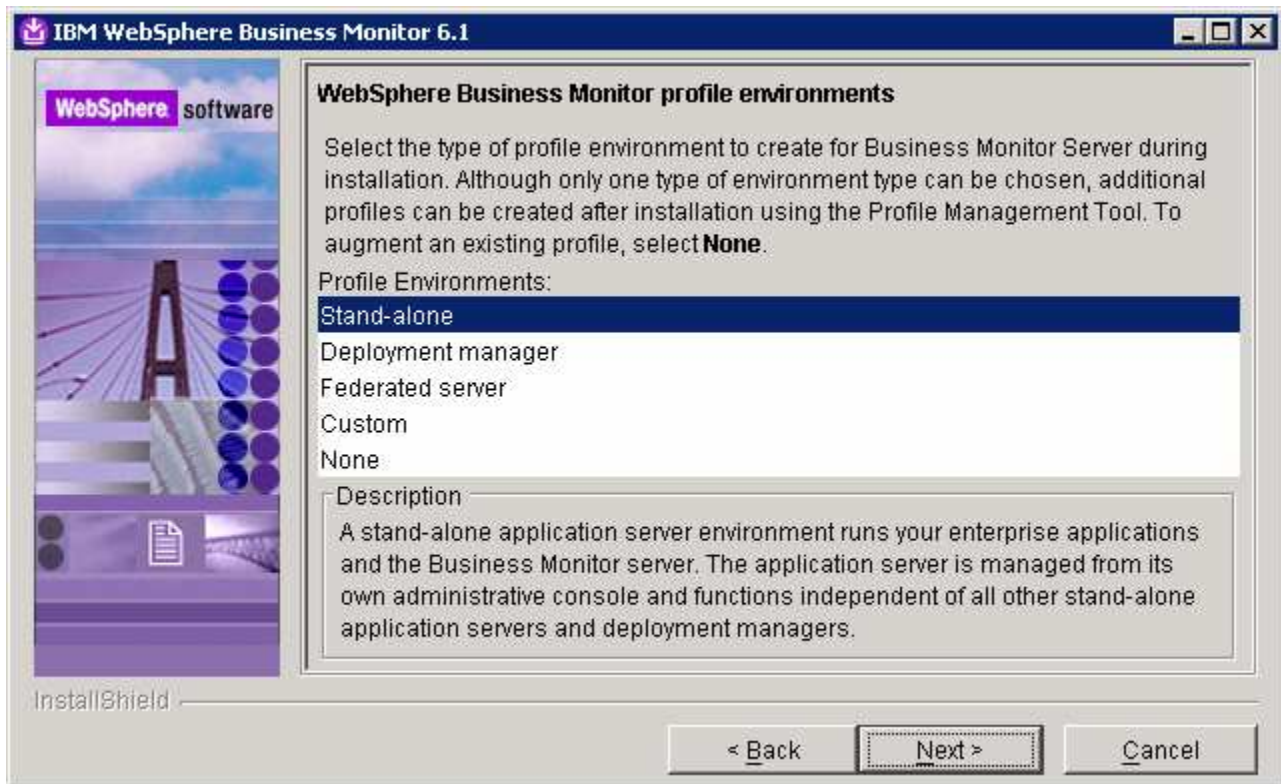 IBM WebSphere Business Monitor 6.1
WebSphere software
WebSphere Business Monitor profile environments
Select the type of profile environment to create for Business Monitor Server during
installation. Although only one type of environment type can be chosen, additional
profiles can be created after installation using the Profile Management Tool. To
augment an existing profile, select None.
Profile Environments:
Stand-alone
Deployment manager
Federated server
Custom
None
Description
A stand-alone application server environment runs your enterprise applications
and the Business Monitor server. The application server is managed from its
own administrative console and functions independent of all other stand-alone
application servers and deployment managers.
InstallShield
< Back
Next >
Cancel